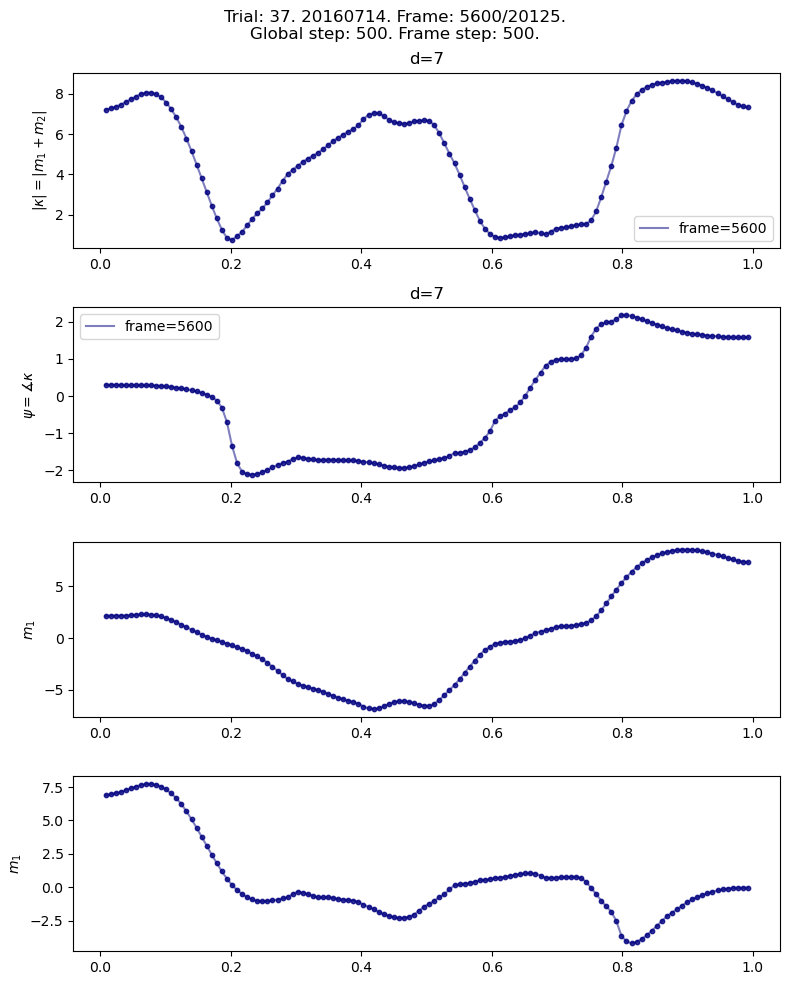 Trial: 37. 20160714. Frame: 5600/20125.
Global step: 500. Frame step: 500.
d=7
|κ| = |m₁ + m₂|
8
6
4
2
frame=5600
0.0 0.2 0.4 0.6 0.8 1.0
d=7
ψ = ∡κ
2
1
0
−1
−2
frame=5600
0.0 0.2 0.4 0.6 0.8 1.0
m₁
5
0
−5
0.0 0.2 0.4 0.6 0.8 1.0
m₁
7.5
5.0
2.5
0.0
−2.5
0.0 0.2 0.4 0.6 0.8 1.0